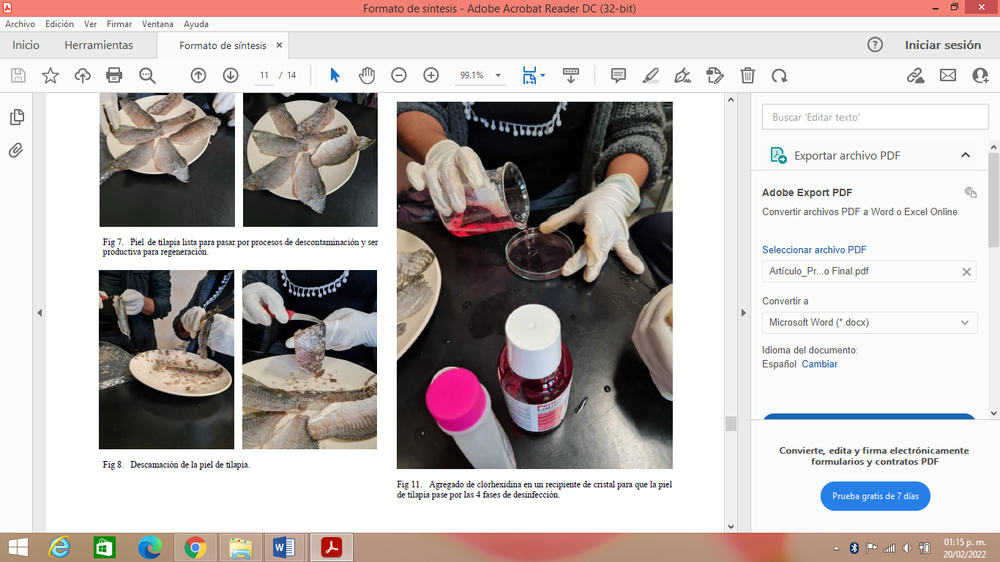 Formato de síntesis - Adobe Acrobat Reader DC (32-bit)
Archivo Edición Ver Firmar Ventana Ayuda
Inicio Herramientas Formato de síntesis × Iniciar sesión
11 / 14 99.1%
Fig 7. Piel de tilapia lista para pasar por procesos de descontaminación y ser
productiva para regeneración.
Fig 8. Descamación de la piel de tilapia.
Fig 11. Agregado de clorhexidina en un recipiente de cristal para que la piel
de tilapia pase por las 4 fases de desinfección.
Buscar 'Editar texto'
Exportar archivo PDF
Adobe Export PDF
Convertir archivos PDF a Word o Excel Online
Seleccionar archivo PDF
Artículo_Pr...o Final.pdf
Convertir a
Microsoft Word (*.docx)
Idioma del documento:
Español Cambiar
Convierte, edita y firma electrónicamente
formularios y contratos PDF
Prueba gratis de 7 días
01:15 p. m.
20/02/2022